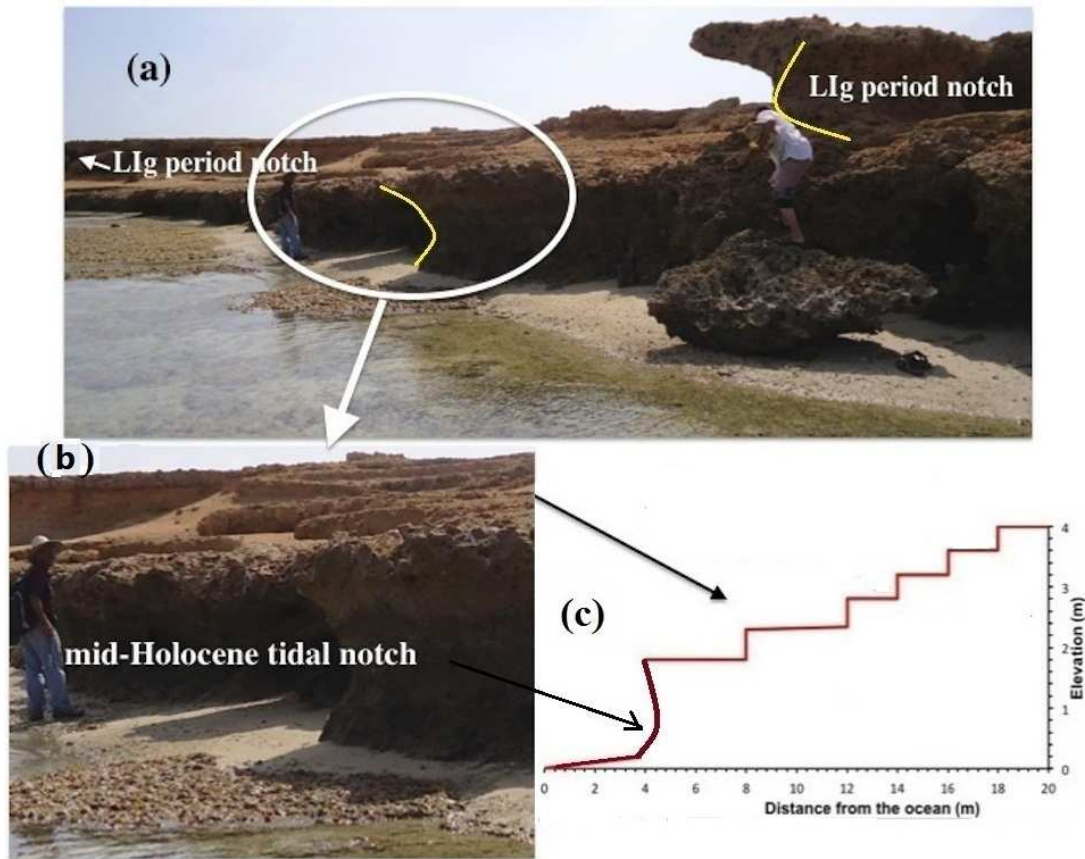 (a)
LIg period notch
LIg period notch
(b)
mid-Holocene tidal notch
(c)
4
3
2
1
0
Elevation (m)
0 2 4 6 8 10 12 14 16 18 20
Distance from the ocean (m)